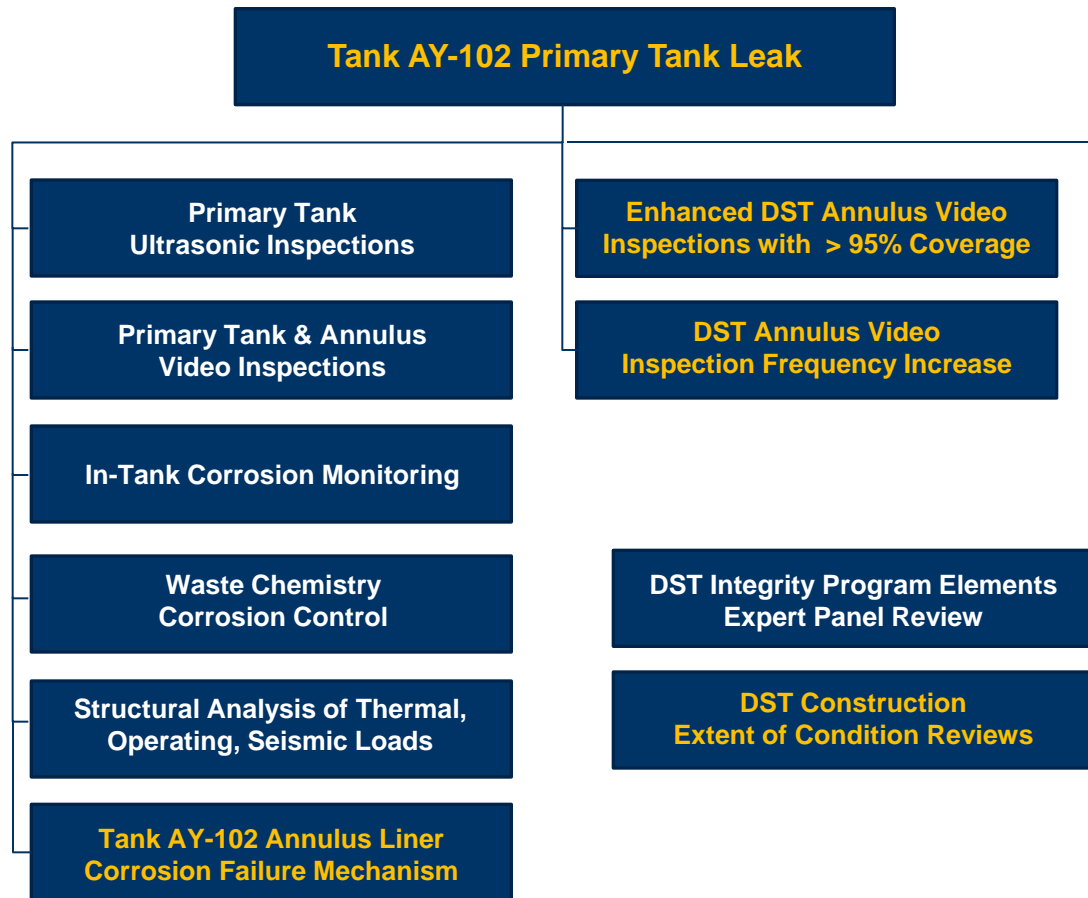 Tank AY-102 Primary Tank Leak
Primary Tank
Ultrasonic Inspections
Primary Tank & Annulus
Video Inspections
In-Tank Corrosion Monitoring
Waste Chemistry
Corrosion Control
Structural Analysis of Thermal,
Operating, Seismic Loads
Tank AY-102 Annulus Liner
Corrosion Failure Mechanism
Enhanced DST Annulus Video
Inspections with > 95% Coverage
DST Annulus Video
Inspection Frequency Increase
DST Integrity Program Elements
Expert Panel Review
DST Construction
Extent of Condition Reviews